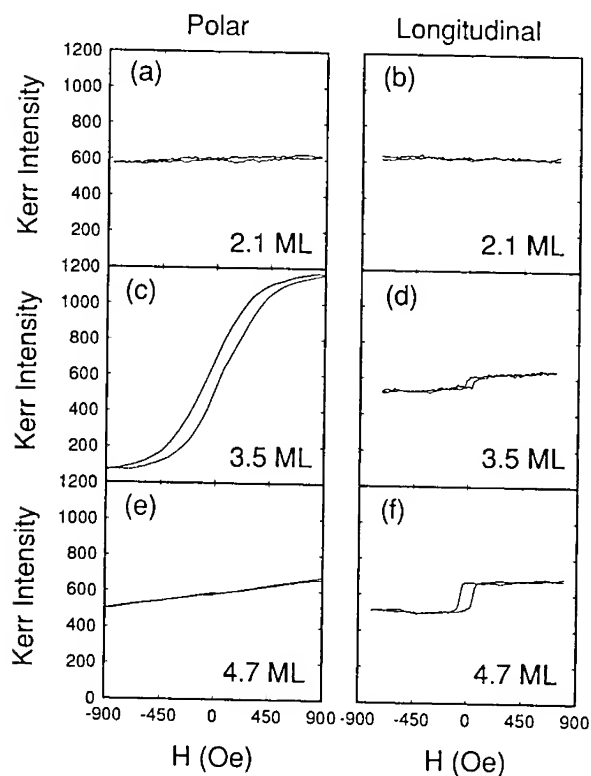 Polar Longitudinal
(a) (b)
Kerr Intensity
1200
1000
800
600
400
200
2.1 ML 2.1 ML
(c) (d)
Kerr Intensity
1200
1000
800
600
400
200
3.5 ML 3.5 ML
(e) (f)
Kerr Intensity
1200
1000
800
600
400
200
0
4.7 ML 4.7 ML
-900 -450 0 450 900 -900 -450 0 450 900
H (Oe) H (Oe)